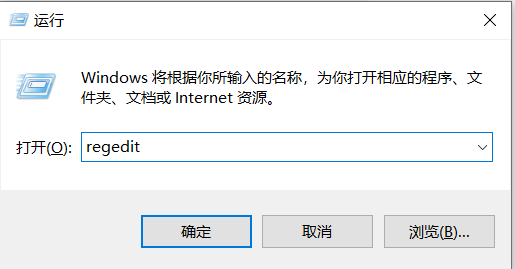 运行
Windows 将根据你所输入的名称，为你打开相应的程序、文
件夹、文档或 Internet 资源。
打开(O): regedit
确定 取消 浏览(B)...